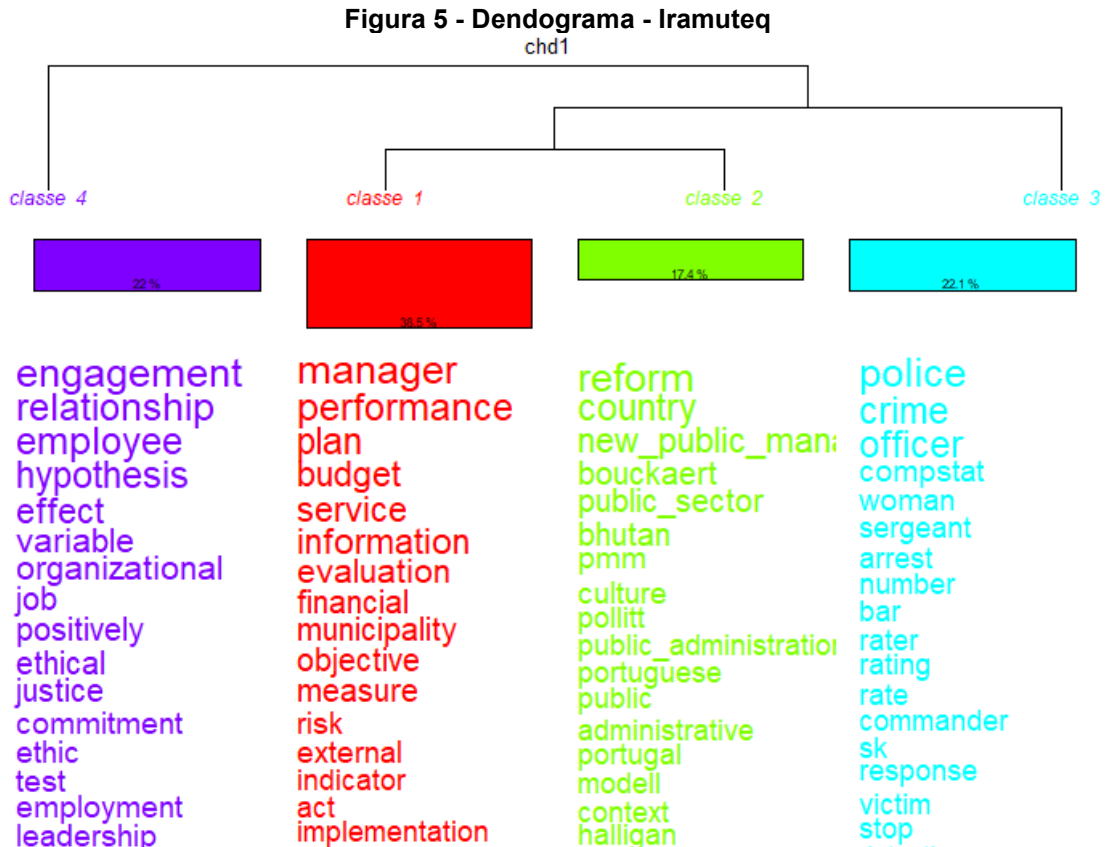 Figura 5 - Dendograma - Iramuteq
chd1
classe 4
classe 1
classe 2
classe 3
22 %
38.5 %
17.4 %
22.1 %
engagement
relationship
employee
hypothesis
effect
variable
organizational
job
positively
ethical
justice
commitment
ethic
test
employment
leadership
manager
performance
plan
budget
service
information
evaluation
financial
municipality
objective
measure
risk
external
indicator
act
implementation
reform
country
new_public_mana
bouckaert
public_sector
bhutan
pmm
culture
pollitt
public_administration
portuguese
public
administrative
portugal
modell
context
halligan
police
crime
officer
compstat
woman
sergeant
arrest
number
bar
rater
rating
rate
commander
sk
response
victim
stop